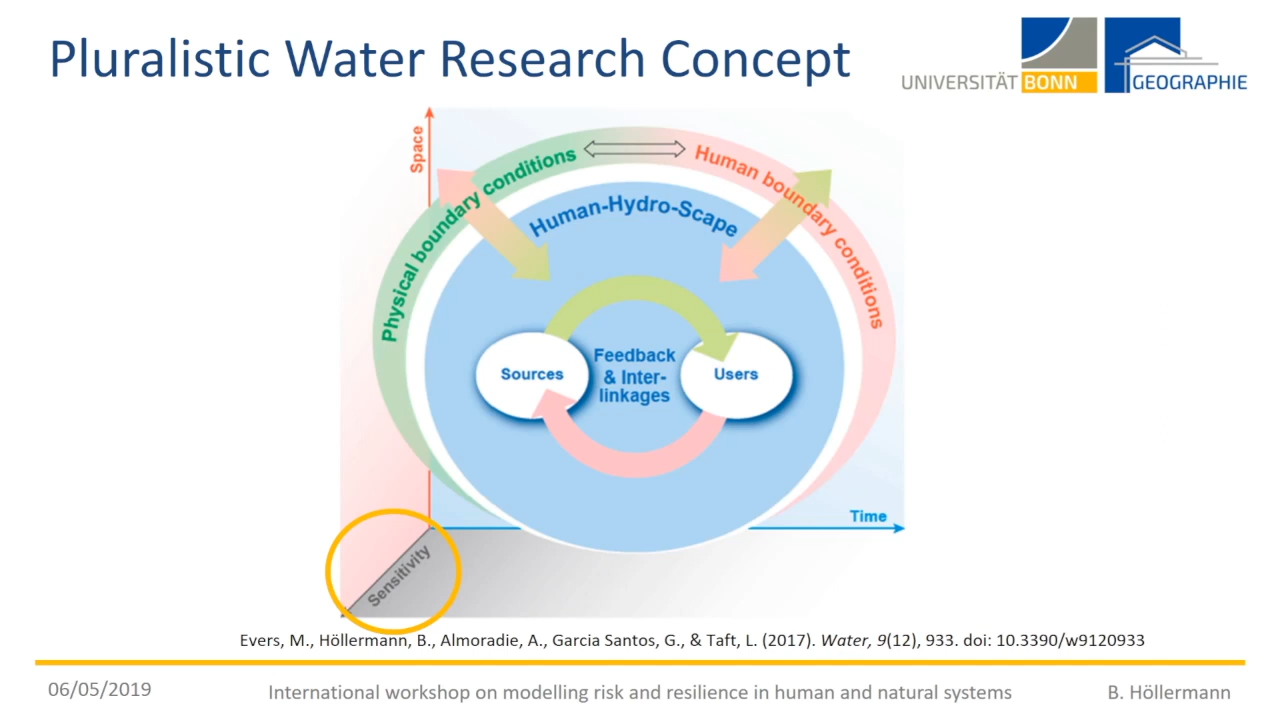 Pluralistic Water Research Concept
UNIVERSITÄT BONN
GEOGRAPHIE
Space
Physical boundary conditions
Human boundary conditions
Human-Hydro-Scape
Sources
Feedback
& Inter-
linkages
Users
Time
Sensitivity
Evers, M., Höllermann, B., Almoradie, A., Garcia Santos, G., & Taft, L. (2017). Water, 9(12), 933. doi: 10.3390/w9120933
06/05/2019
International workshop on modelling risk and resilience in human and natural systems
B. Höllermann